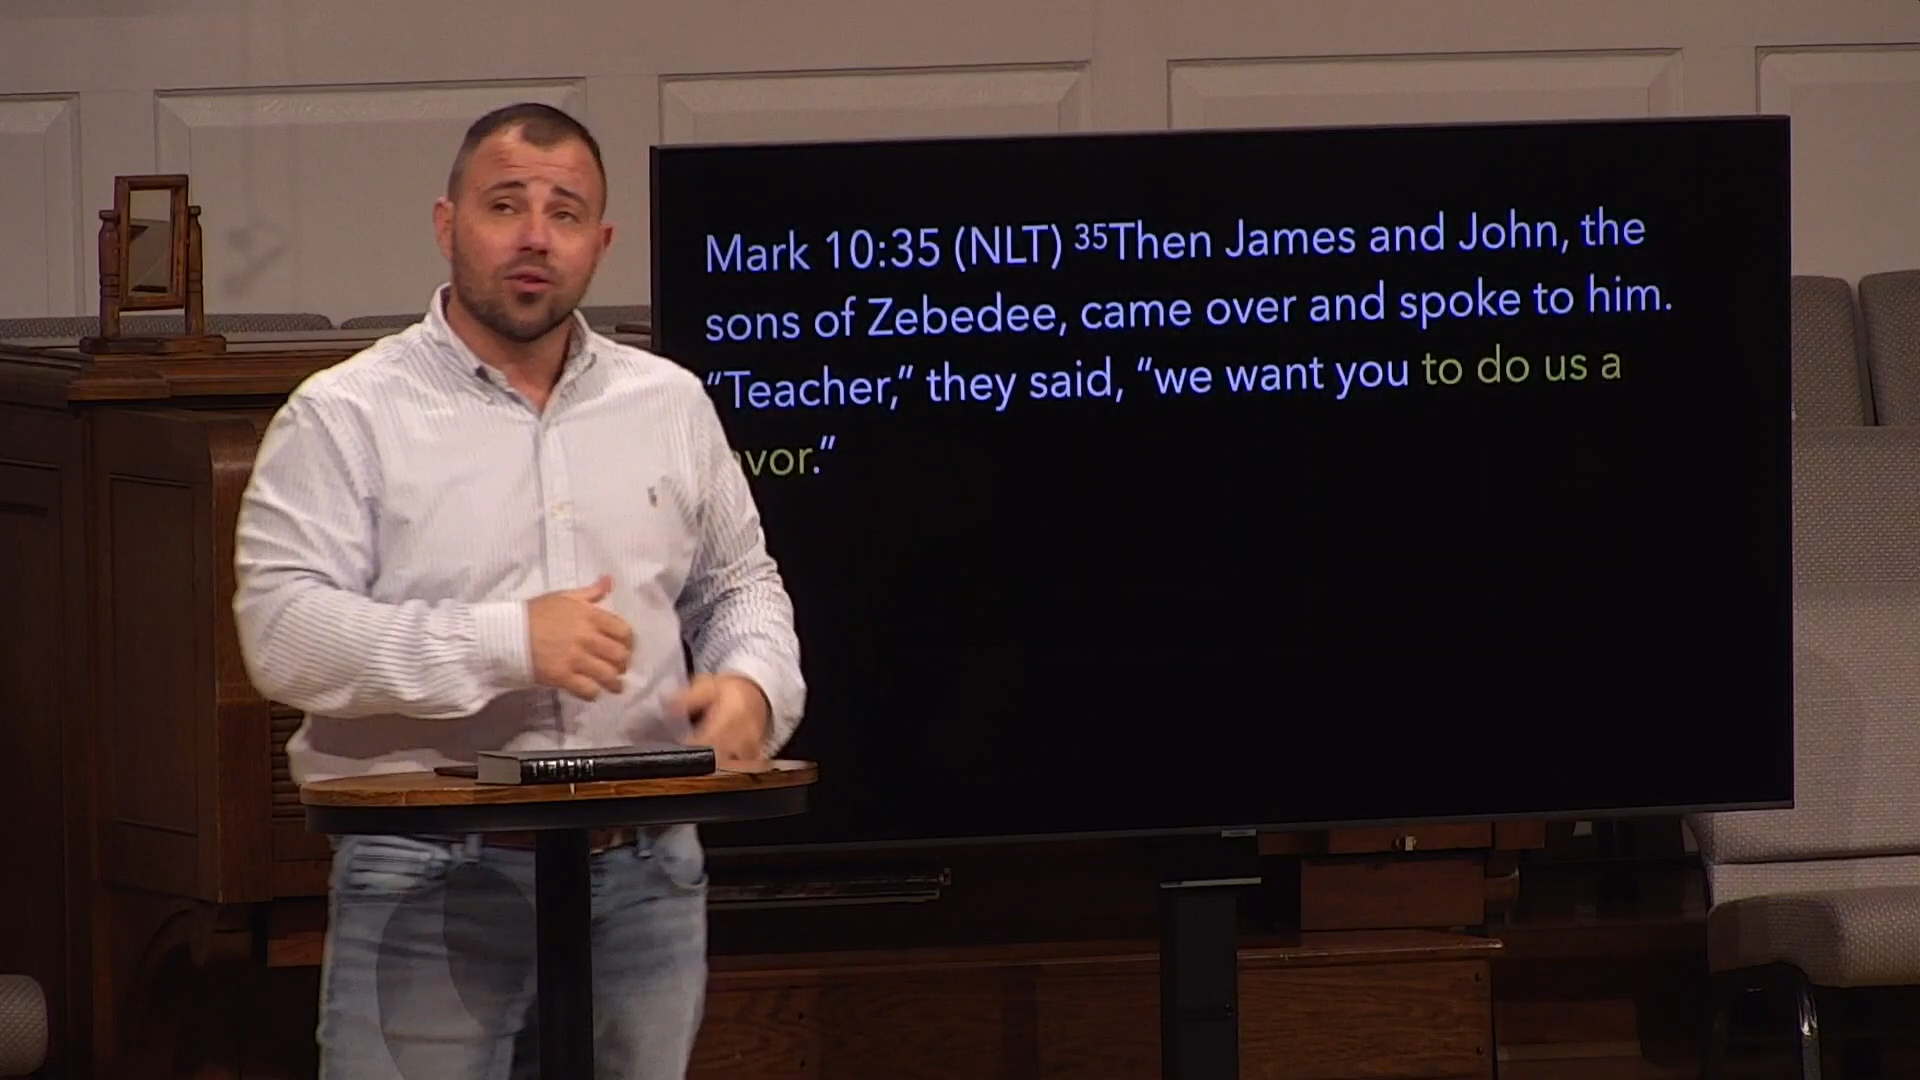 Mark 10:35 (NLT) ³⁵Then James and John, the
sons of Zebedee, came over and spoke to him.
“Teacher,” they said, “we want you to do us a
vor.”